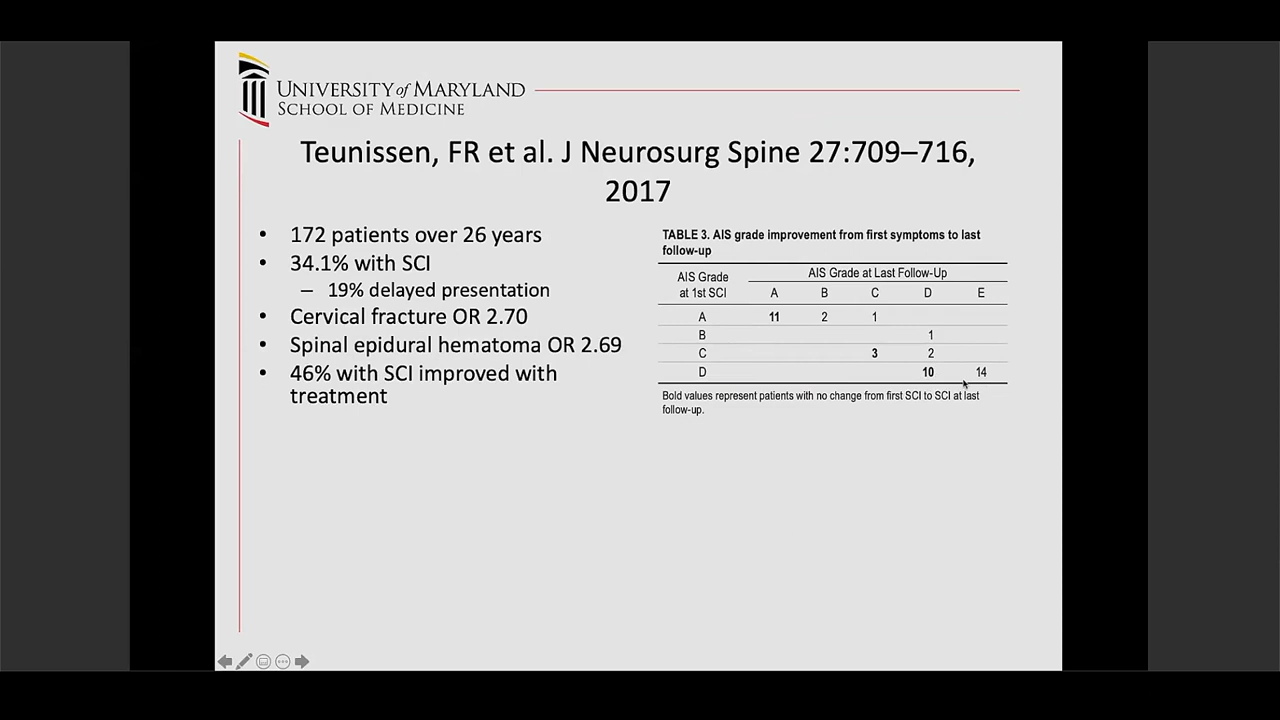 UNIVERSITY of MARYLAND
SCHOOL OF MEDICINE
Teunissen, FR et al. J Neurosurg Spine 27:709–716,
2017
• 172 patients over 26 years
• 34.1% with SCI
– 19% delayed presentation
• Cervical fracture OR 2.70
• Spinal epidural hematoma OR 2.69
• 46% with SCI improved with
treatment
TABLE 3. AIS grade improvement from first symptoms to last
follow-up
AIS Grade
at 1st SCI
AIS Grade at Last Follow-Up
A B C D E
A 11 2 1
B 1
C 3 2
D 10 14
Bold values represent patients with no change from first SCI to SCI at last
follow-up.